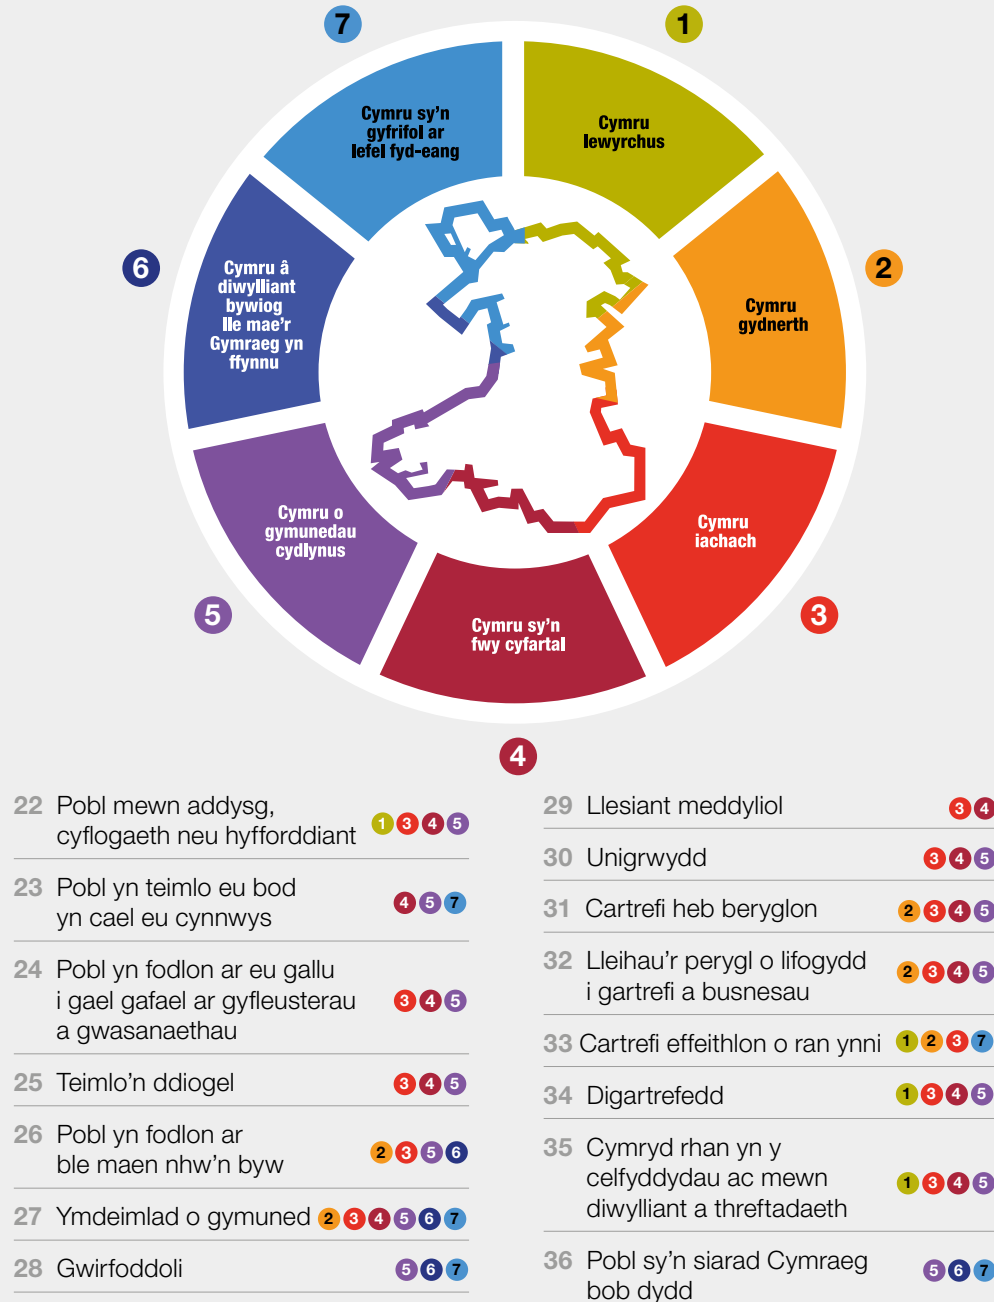 7
1
Cymru sy'n
gyfrifol ar
lefel fyd-eang
Cymru
lewyrchus
6
2
Cymru â
diwylliant
bywiog
lle mae'r
Gymraeg yn
ffynnu
Cymru
gydnerth
Cymru o
gymunedau
cydlynus
Cymru
iachach
5
3
Cymru sy'n
fwy cyfartal
4
22 Pobl mewn addysg,
cyflogaeth neu hyfforddiant 1 3 4 5
23 Pobl yn teimlo eu bod
yn cael eu cynnwys 4 5 7
24 Pobl yn fodlon ar eu gallu
i gael gafael ar gyfleusterau
a gwasanaethau 3 4 5
25 Teimlo'n ddiogel 3 4 5
26 Pobl yn fodlon ar
ble maen nhw'n byw 2 3 5 6
27 Ymdeimlad o gymuned 2 3 4 5 6 7
28 Gwirfoddoli 5 6 7
29 Llesiant meddyliol 3 4
30 Unigrwydd 3 4 5
31 Cartrefi heb beryglon 2 3 4 5
32 Lleihau'r perygl o lifogydd
i gartrefi a busnesau 2 3 4 5
33 Cartrefi effeithlon o ran ynni 1 2 3 7
34 Digartrefedd 1 3 4 5
35 Cymryd rhan yn y
celfyddydau ac mewn
diwylliant a threftadaeth 1 3 4 5
36 Pobl sy'n siarad Cymraeg
bob dydd 5 6 7